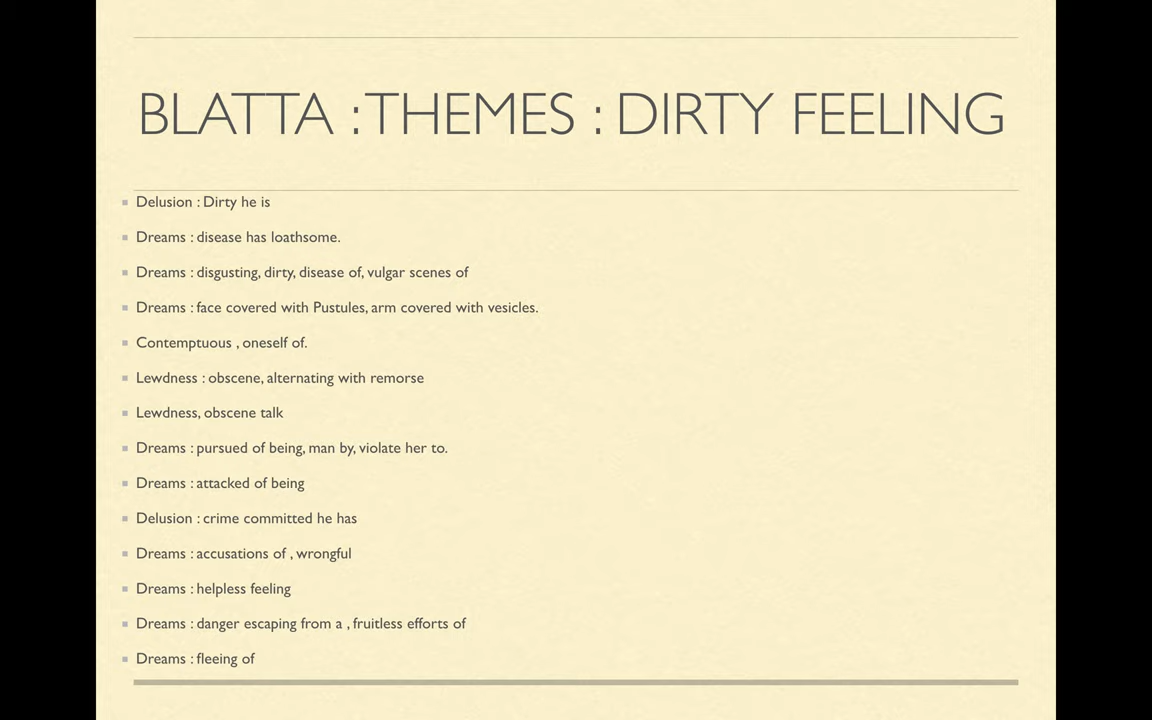 BLATTA : THEMES : DIRTY FEELING
Delusion : Dirty he is
Dreams : disease has loathsome.
Dreams : disgusting, dirty, disease of, vulgar scenes of
Dreams : face covered with Pustules, arm covered with vesicles.
Contemptuous , oneself of.
Lewdness : obscene, alternating with remorse
Lewdness, obscene talk
Dreams : pursued of being, man by, violate her to.
Dreams : attacked of being
Delusion : crime committed he has
Dreams : accusations of , wrongful
Dreams : helpless feeling
Dreams : danger escaping from a , fruitless efforts of
Dreams : fleeing of